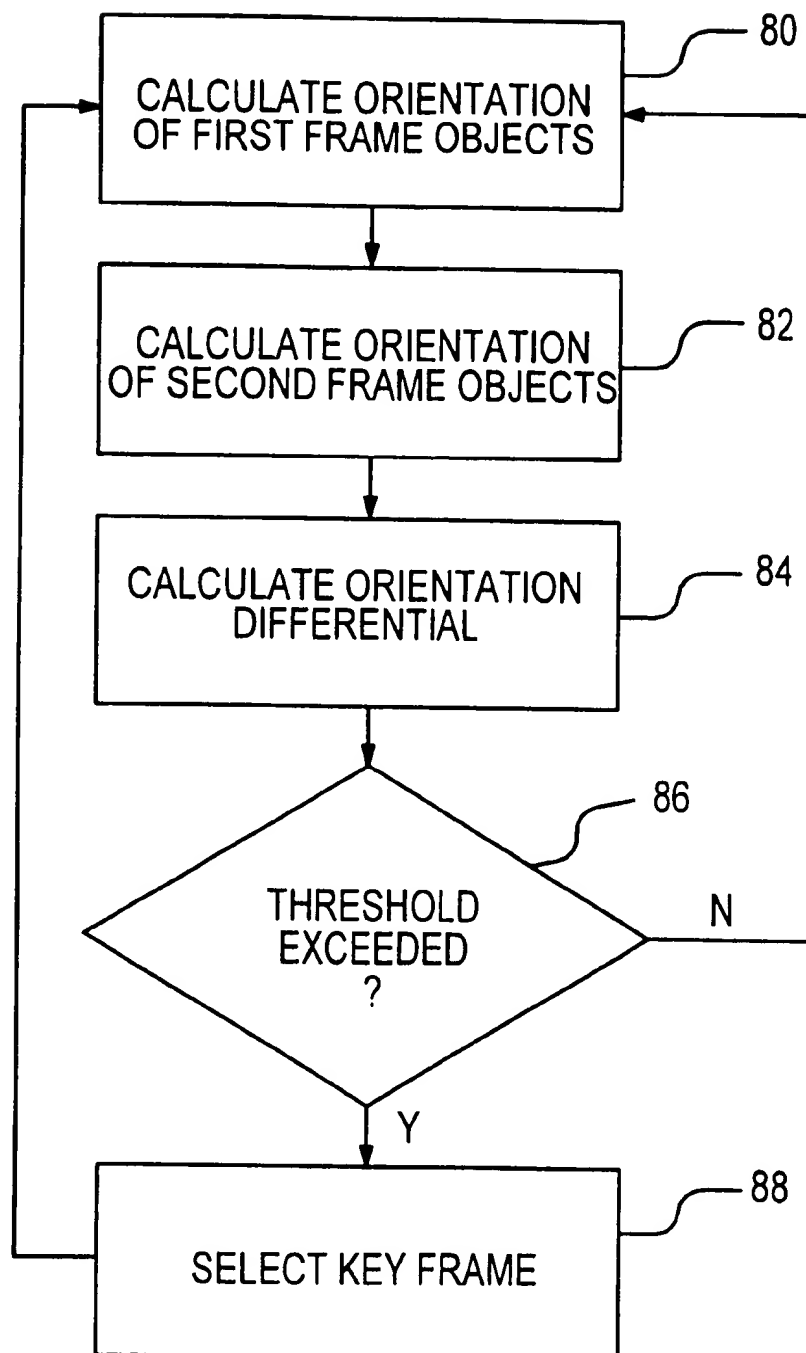 80
CALCULATE ORIENTATION
OF FIRST FRAME OBJECTS
82
CALCULATE ORIENTATION
OF SECOND FRAME OBJECTS
84
CALCULATE ORIENTATION
DIFFERENTIAL
86
THRESHOLD
EXCEEDED
?
N
Y
88
SELECT KEY FRAME